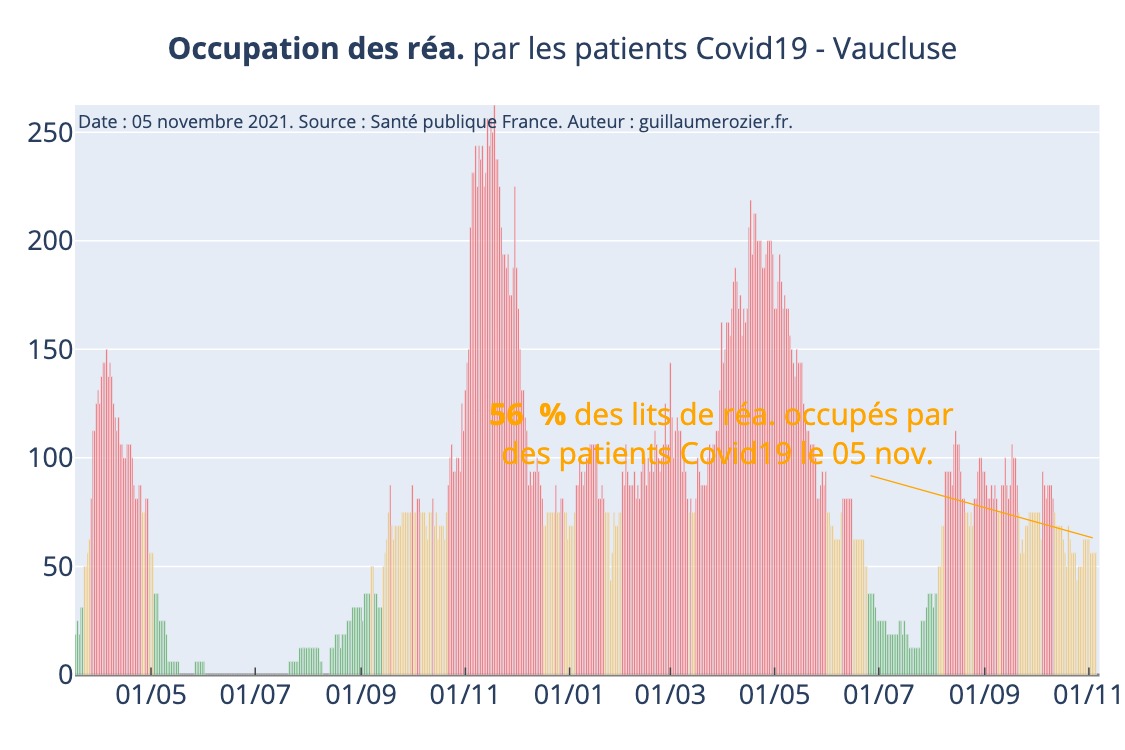 Occupation des réa. par les patients Covid19 - Vaucluse
Date : 05 novembre 2021. Source : Santé publique France. Auteur : guillaumerozier.fr.
250
200
150
100
50
0
56 % des lits de réa. occupés par
des patients Covid19 le 05 nov.
01/05 01/07 01/09 01/11 01/01 01/03 01/05 01/07 01/09 01/11